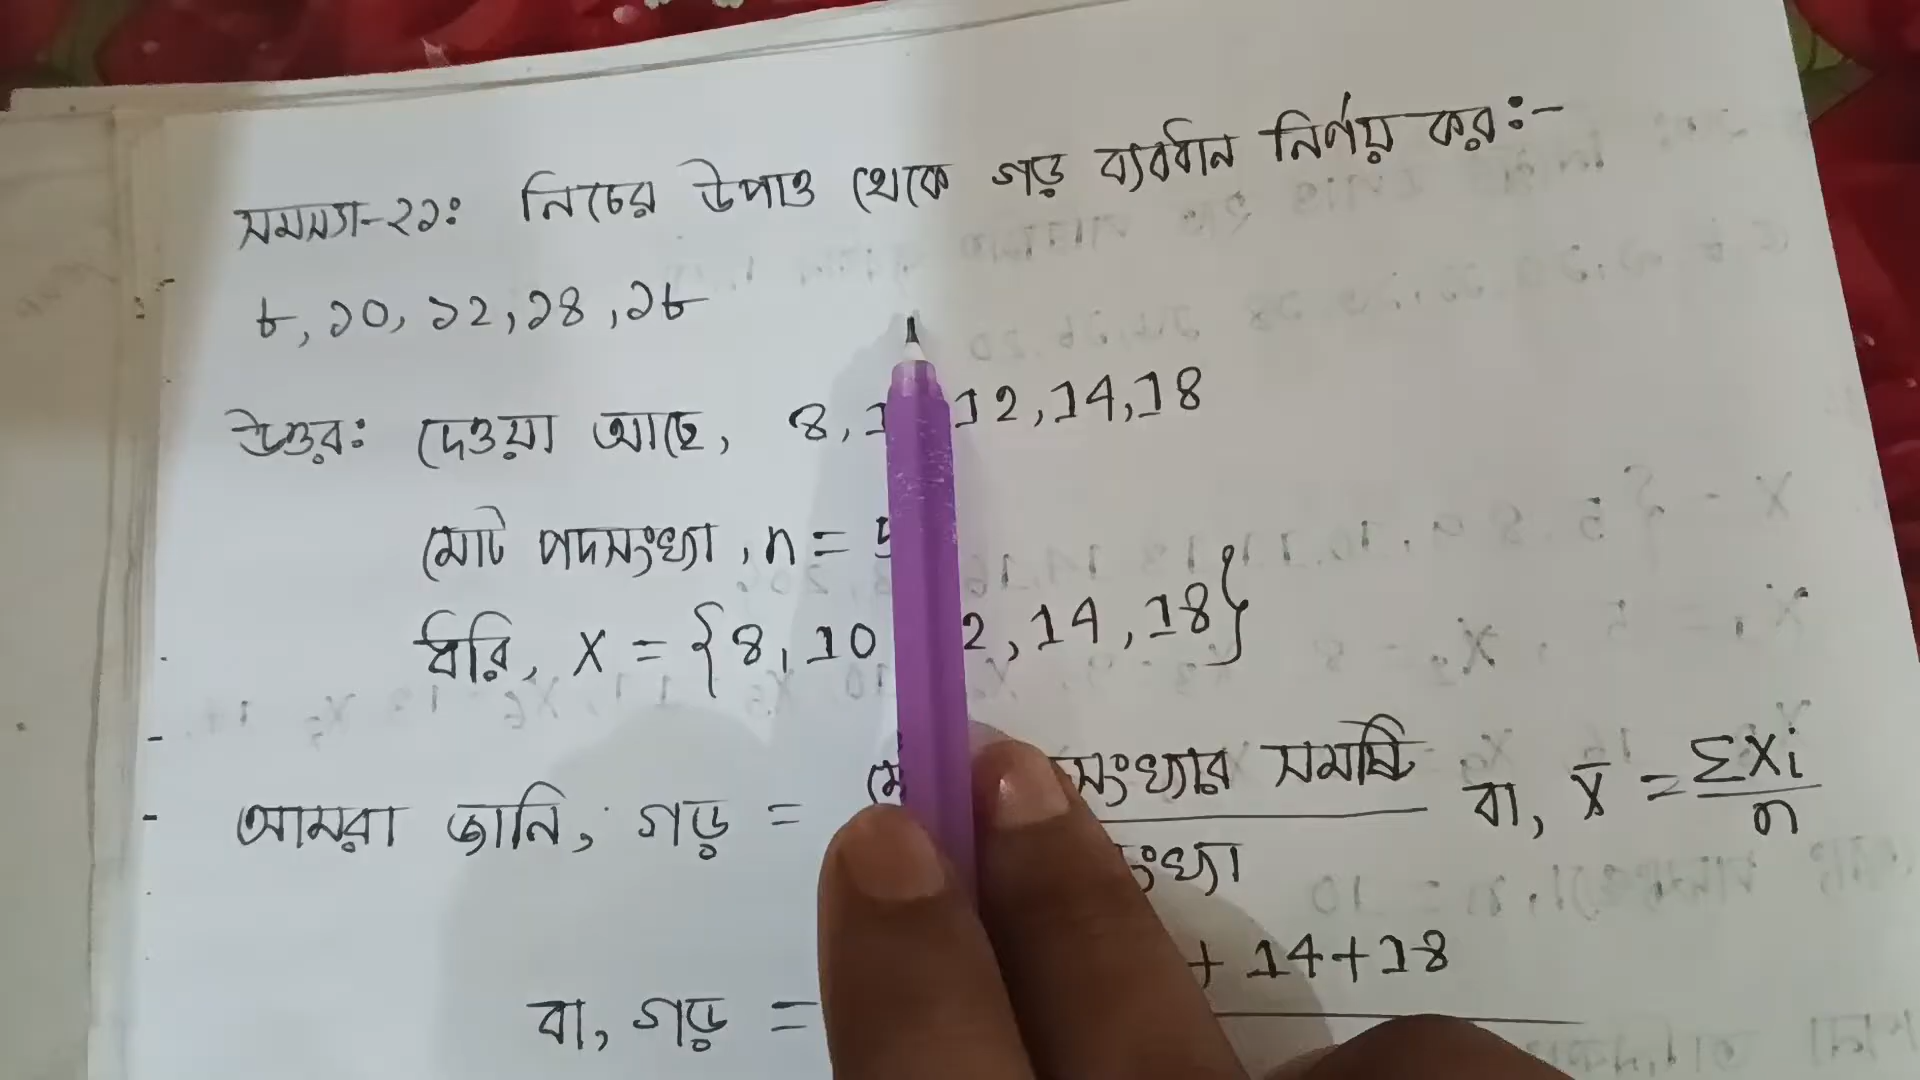 সমস্যা-২১ঃ নিচের উপাত্ত থেকে গড় ব্যবধান নির্ণয় করঃ-
৮, ১০, ১২, ১৪, ১৮
উত্তরঃ দেওয়া আছে, 8, 12, 14, 18
মোট পদসংখ্যা, n =
ধরি, X = {8, 10 2, 14, 18}
আমরা জানি, গড় = সংখ্যার সমষ্টি বা, x̄ = Σxi / n
ংখ্যা
+ 14 + 18
বা, গড় =